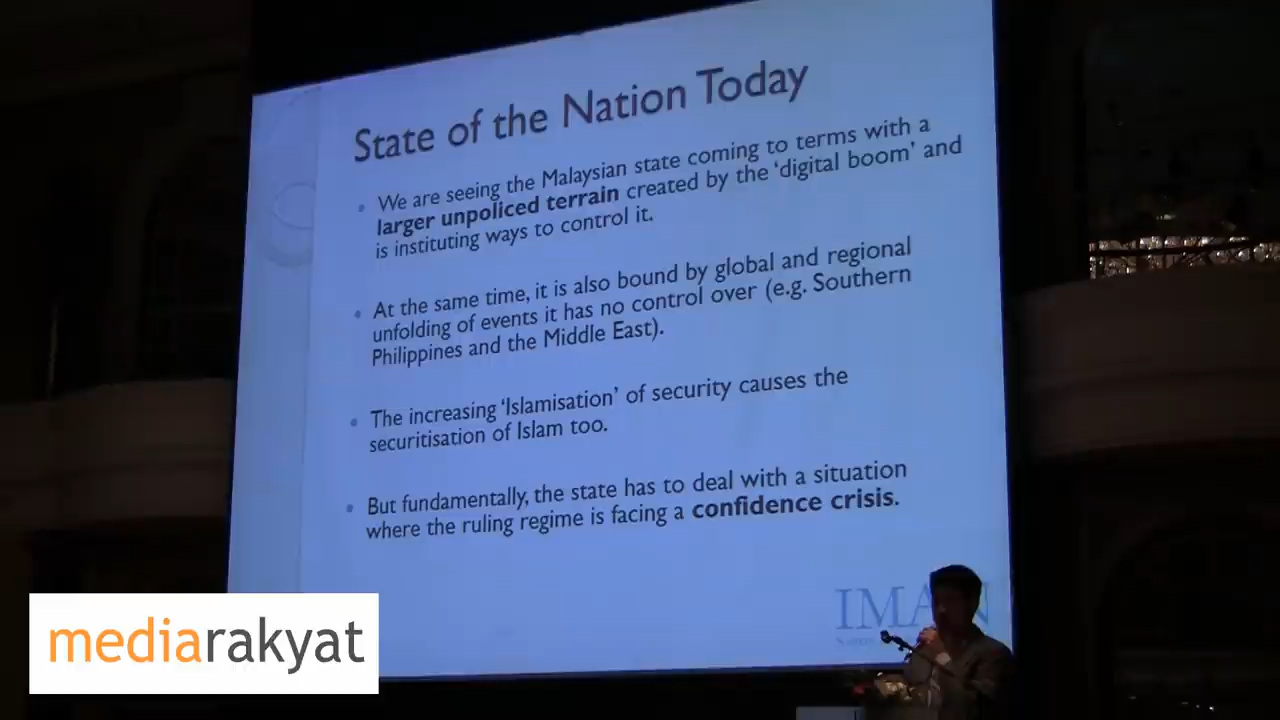 State of the Nation Today
We are seeing the Malaysian state coming to terms with a
larger unpoliced terrain created by the 'digital boom' and
is instituting ways to control it.
At the same time, it is also bound by global and regional
unfolding of events it has no control over (e.g. Southern
Philippines and the Middle East).
The increasing 'Islamisation' of security causes the
securitisation of Islam too.
But fundamentally, the state has to deal with a situation
where the ruling regime is facing a confidence crisis.
IMAN
mediarakyat